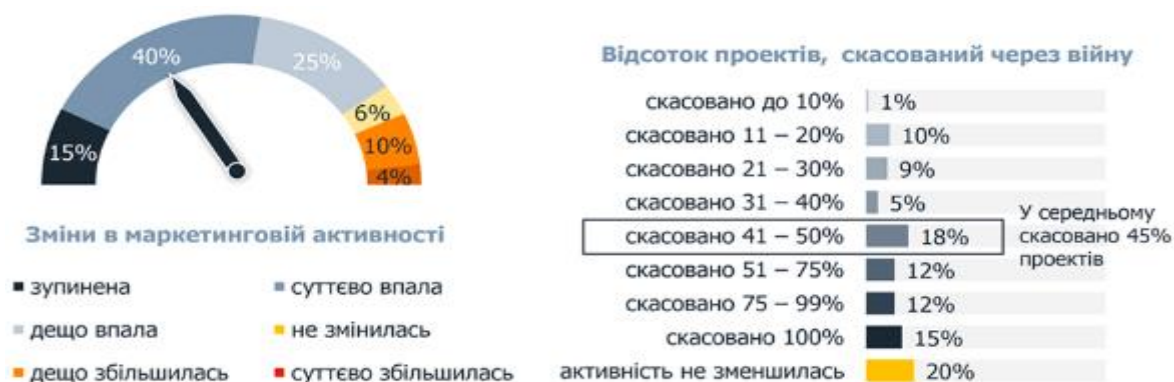 40%
25%
6%
15%
10%
4%
Зміни в маркетинговій активності
зупинена
суттєво впала
дещо впала
не змінилась
дещо збільшилась
суттєво збільшилась
Відсоток проектів, скасований через війну
скасовано до 10% 1%
скасовано 11 – 20% 10%
скасовано 21 – 30% 9%
скасовано 31 – 40% 5%
скасовано 41 – 50% 18%
У середньому
скасовано 45%
проектів
скасовано 51 – 75% 12%
скасовано 75 – 99% 12%
скасовано 100% 15%
активність не зменшилась 20%